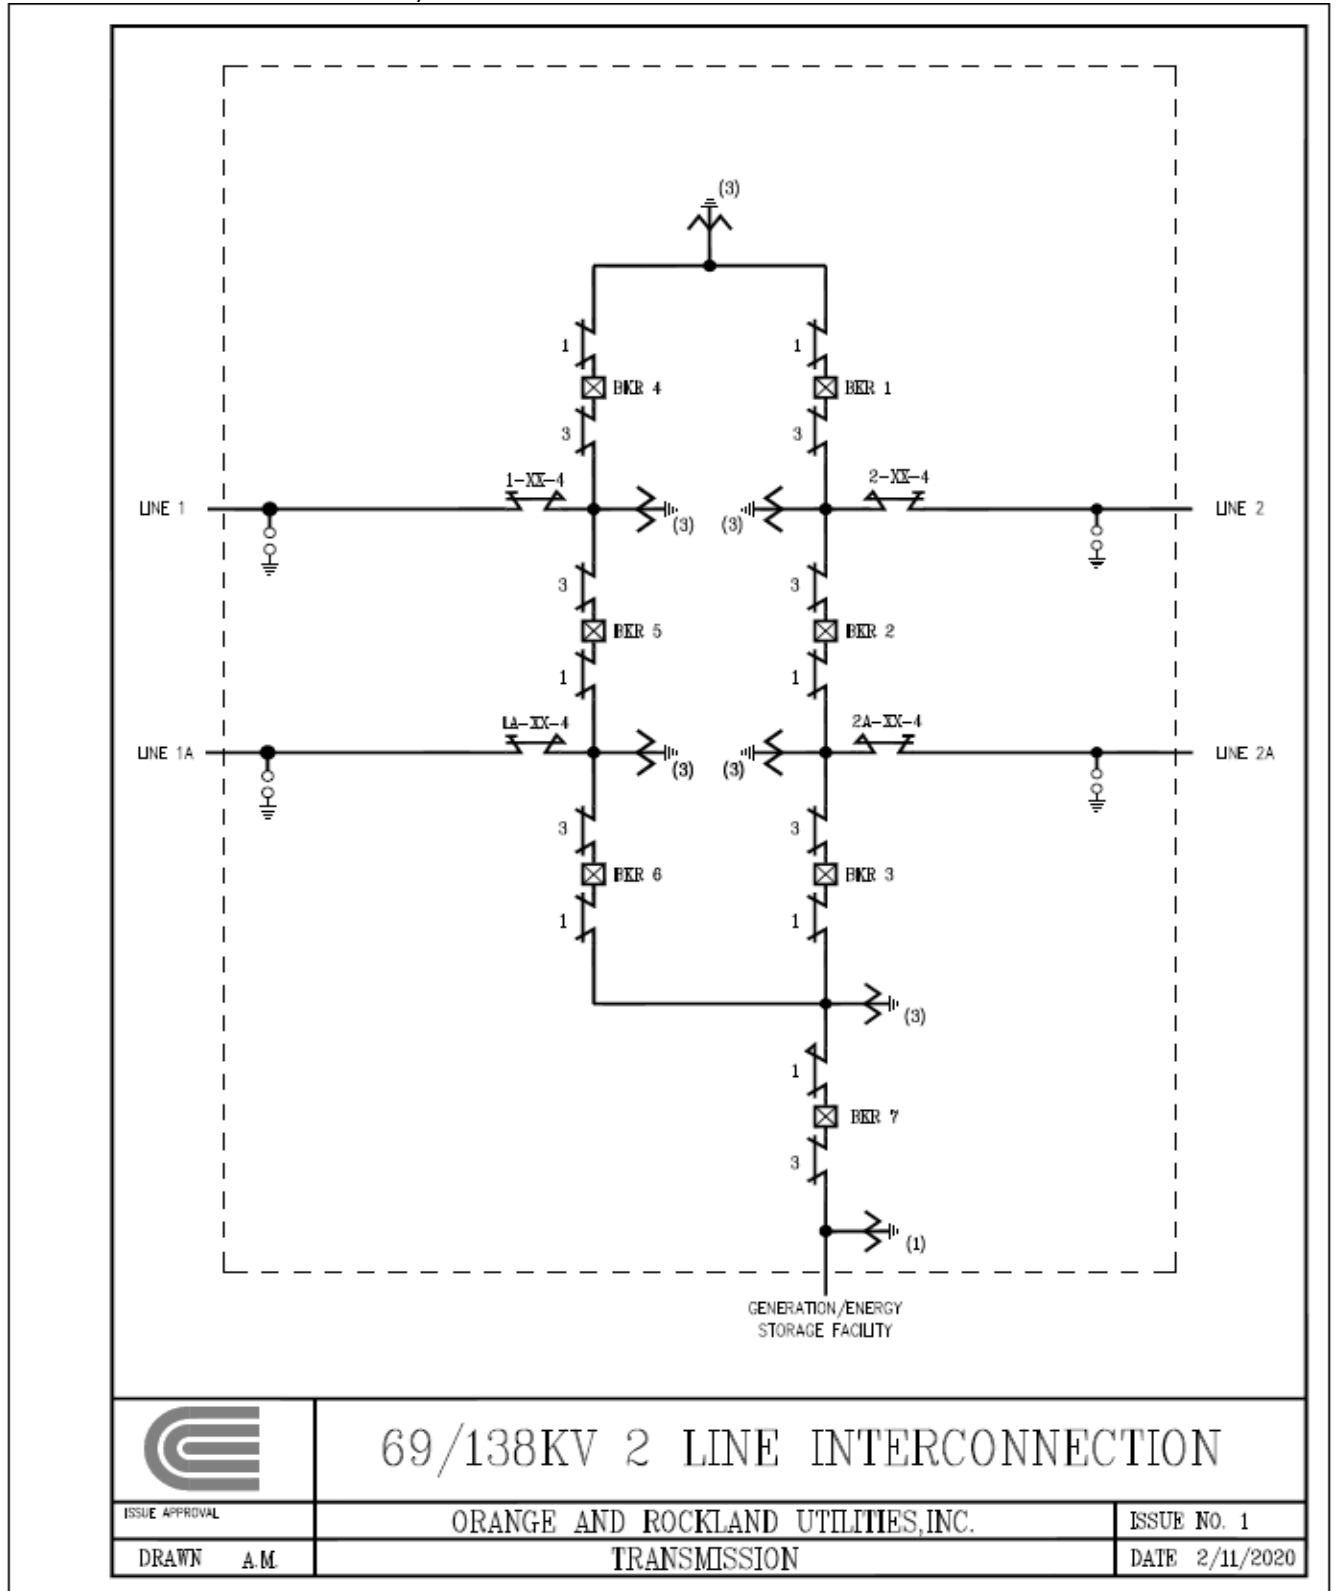 (3)
1
1
BKR 4
BKR 1
3
3
1-XX-4
2-XX-4
LINE 1
(3)
(3)
LINE 2
3
3
BKR 5
BKR 2
1
1
1A-XX-4
2A-XX-4
LINE 1A
(3)
(3)
LINE 2A
3
3
BKR 6
BKR 3
1
1
(3)
1
BKR 7
3
(1)
GENERATION/ENERGY
STORAGE FACILITY
69/138KV 2 LINE INTERCONNECTION
ISSUE APPROVAL
ORANGE AND ROCKLAND UTILITIES,INC.
ISSUE NO. 1
DRAWN A.M.
TRANSMISSION
DATE 2/11/2020